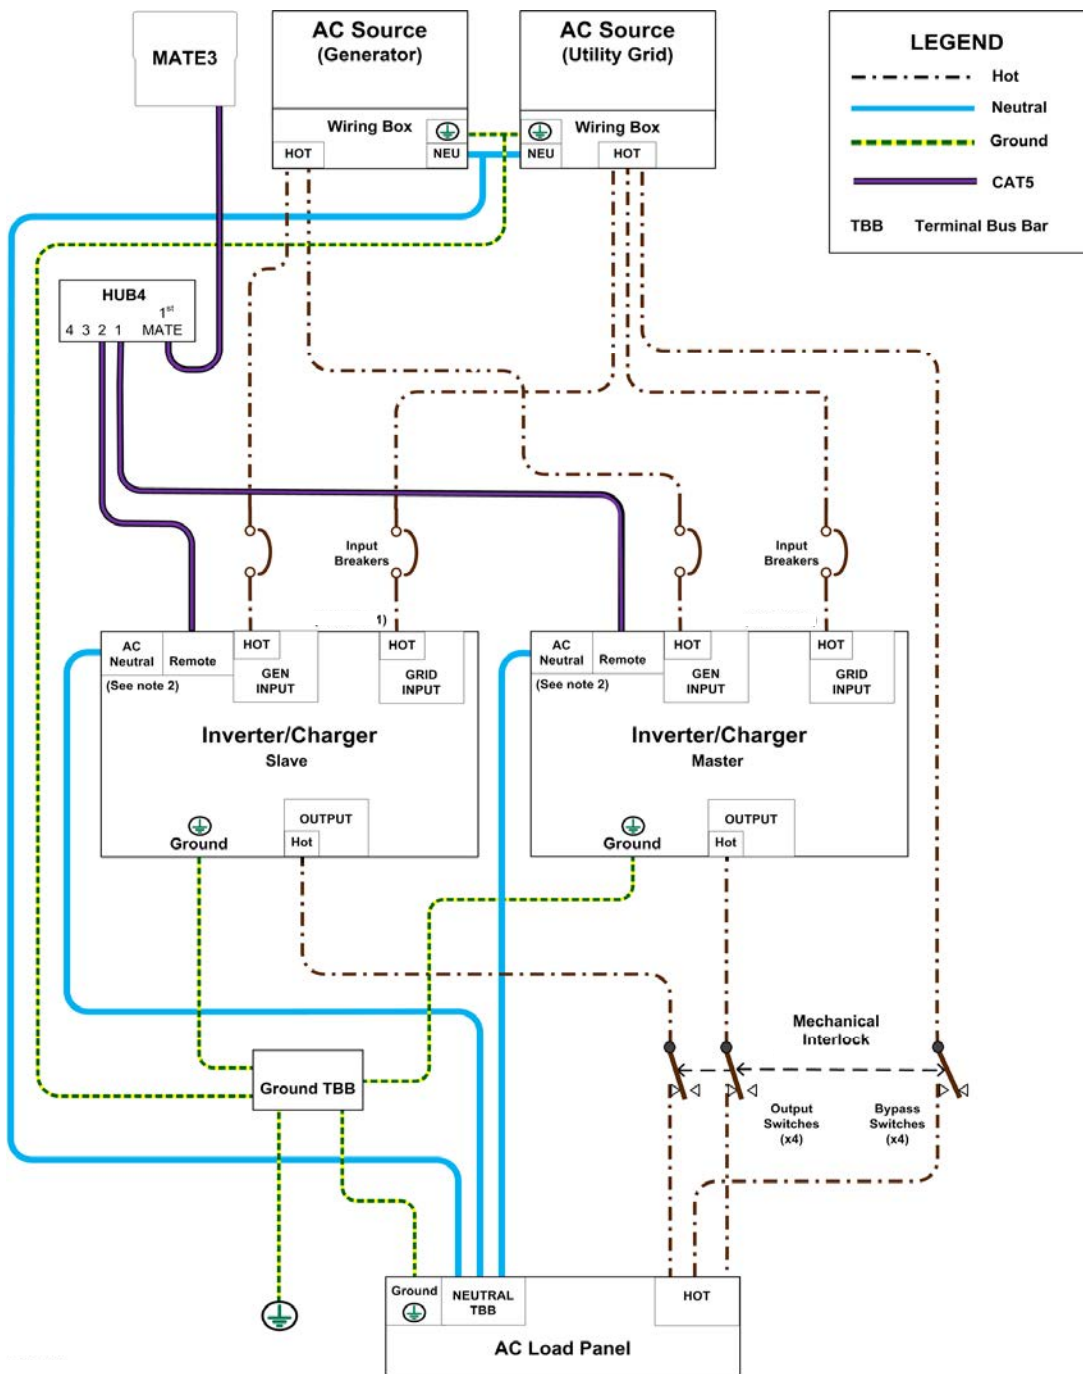 MATE3
AC Source
(Generator)
Wiring Box
HOT
NEU
AC Source
(Utility Grid)
Wiring Box
NEU
HOT
LEGEND
Hot
Neutral
Ground
CAT5
TBB Terminal Bus Bar
HUB4
1st
4 3 2 1 MATE
Input
Breakers
Input
Breakers
1)
AC
Neutral
Remote
HOT
GEN
INPUT
HOT
GRID
INPUT
(See note 2)
Inverter/Charger
Slave
Ground
OUTPUT
Hot
AC
Neutral
Remote
HOT
GEN
INPUT
HOT
GRID
INPUT
(See note 2)
Inverter/Charger
Master
Ground
OUTPUT
Hot
Mechanical
Interlock
Output
Switches
(x4)
Bypass
Switches
(x4)
Ground TBB
Ground
NEUTRAL
TBB
HOT
AC Load Panel